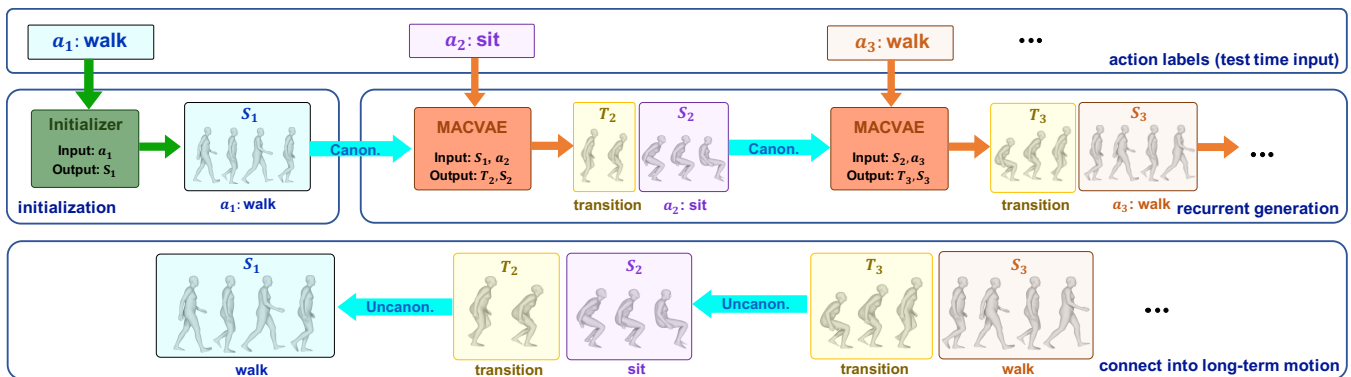 a₁: walk
a₂: sit
a₃: walk
...
action labels (test time input)
Initializer
Input: a₁
Output: S₁
S₁
a₁: walk
initialization
Canon.
MACVAE
Input: S₁, a₂
Output: T₂, S₂
T₂
transition
S₂
a₂: sit
Canon.
MACVAE
Input: S₂, a₃
Output: T₃, S₃
T₃
transition
S₃
a₃: walk
...
recurrent generation
S₁
walk
Uncanon.
T₂
transition
S₂
sit
Uncanon.
T₃
transition
S₃
walk
...
connect into long-term motion